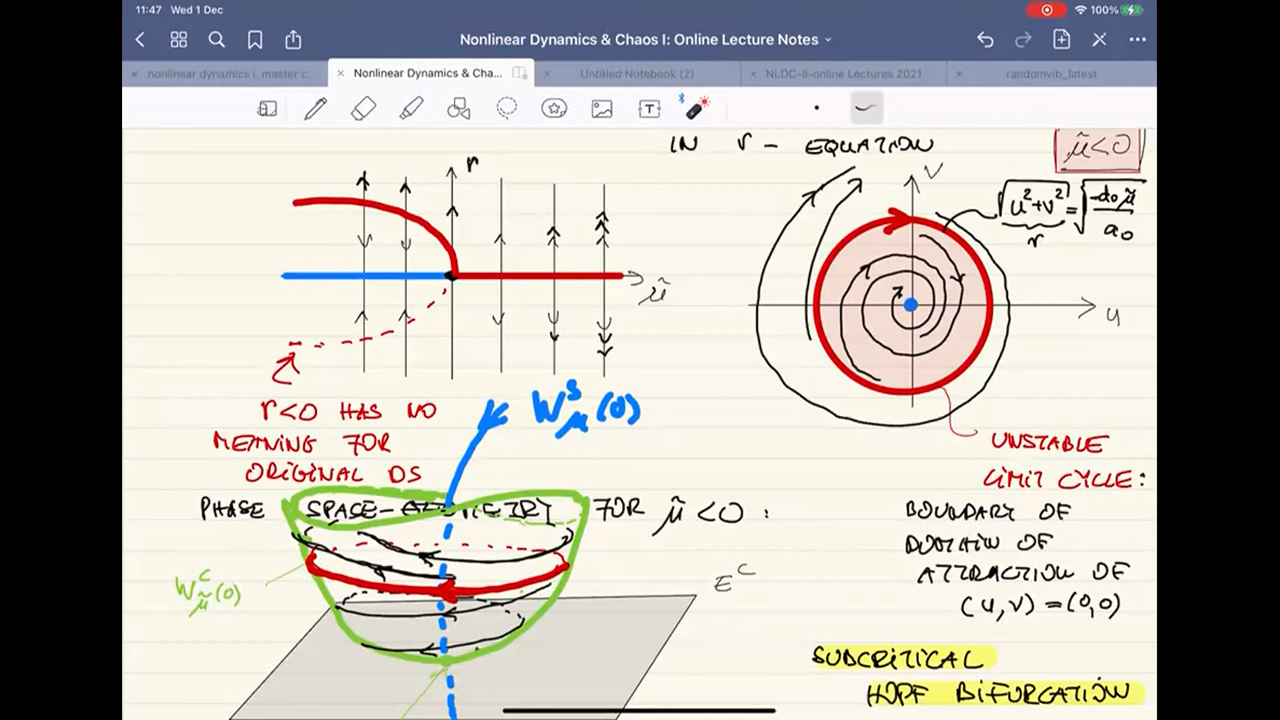 11:47 Wed 1 Dec
100%
Nonlinear Dynamics & Chaos I: Online Lecture Notes
nonlinear dynamics i. master c...
Nonlinear Dynamics & Cha...
Untitled Notebook (2)
NLDC-II-online Lectures 2021
randomvib_latest
IN r - EQUATION
μ̃<0
r
μ̃
v
u
√(u²+v²) = √(-d₀μ̃/a₀)
r
r<0 HAS NO
MEANING FOR
ORIGINAL DS
W^s_μ̃(0)
UNSTABLE
LIMIT CYCLE:
PHASE SPACE-GEOMETRY FOR μ̃<0:
BOUNDARY OF
DOMAIN OF
ATTRACTION OF
(u,v)=(0,0)
W^c_μ̃(0)
E^c
SUBCRITICAL
HOPF BIFURCATION